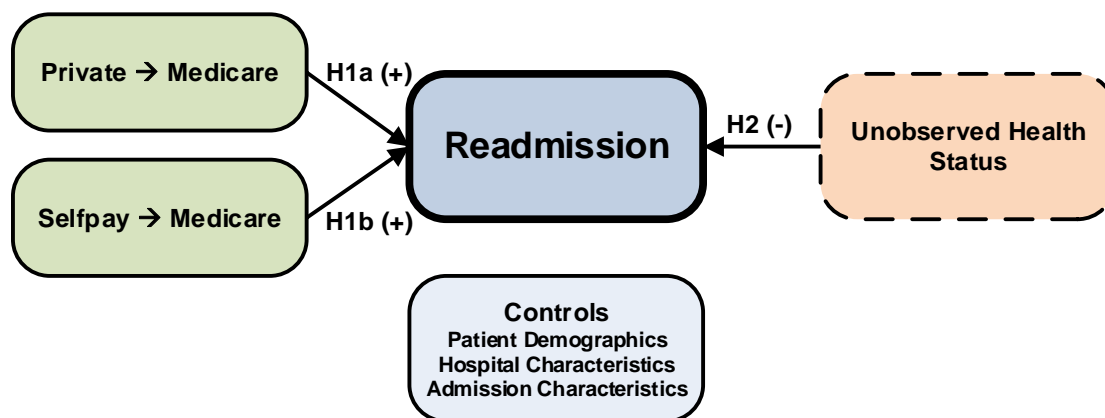 Private → Medicare
H1a (+)
Readmission
H2 (-)
Unobserved Health
Status
Selfpay → Medicare
H1b (+)
Controls
Patient Demographics
Hospital Characteristics
Admission Characteristics